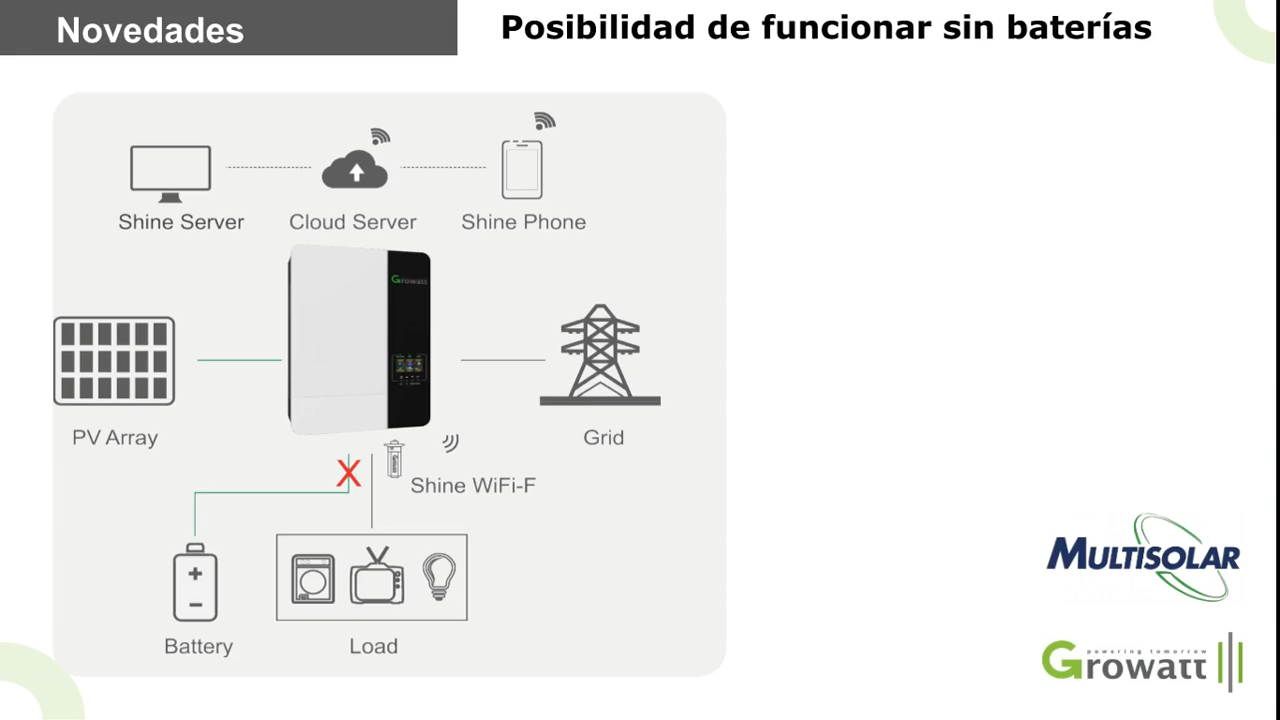 Novedades
Posibilidad de funcionar sin baterías
Shine Server
Cloud Server
Shine Phone
Growatt
PV Array
Grid
X
Shine WiFi-F
Battery
Load
MULTISOLAR
powering tomorrow
Growatt